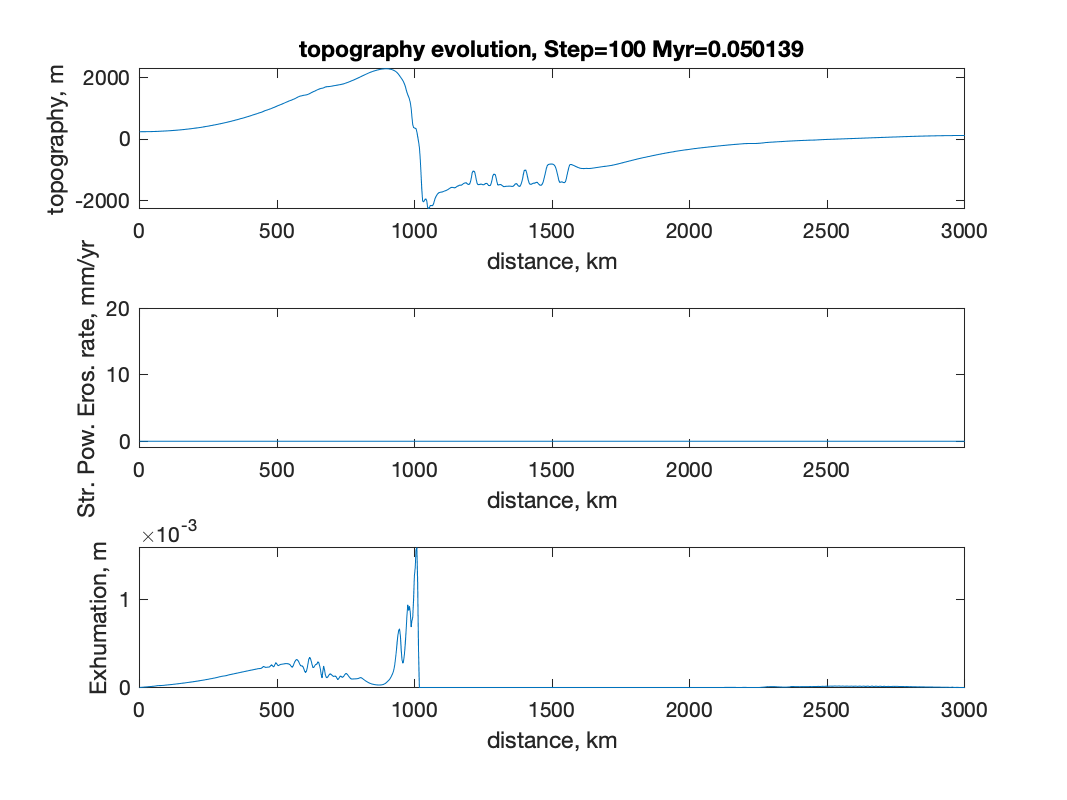 topography evolution, Step=100 Myr=0.050139
topography, m
2000
0
-2000
0 500 1000 1500 2000 2500 3000
distance, km
Str. Pow. Eros. rate, mm/yr
20
10
0
0 500 1000 1500 2000 2500
distance, km
×10-3
Exhumation, m
1
0
0 500 1000 1500 2000 2500 3000
distance, km